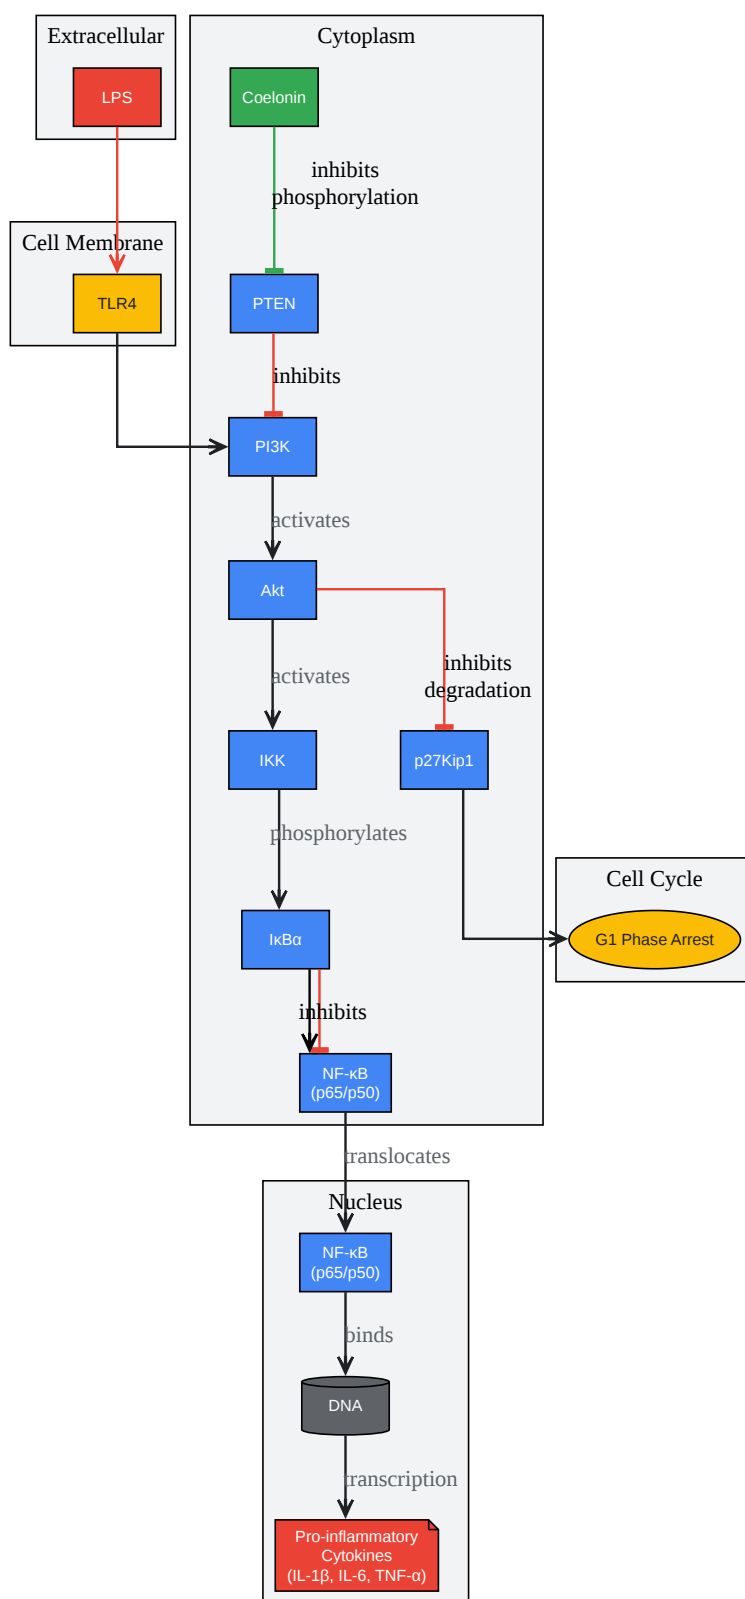 Extracellular
Cytoplasm
LPS
Coelonin
inhibits
phosphorylation
Cell Membrane
TLR4
PTEN
inhibits
PI3K
activates
Akt
activates
inhibits
degradation
IKK
p27Kip1
phosphorylates
Cell Cycle
IκBα
G1 Phase Arrest
inhibits
NF-κB
(p65/p50)
translocates
Nucleus
NF-κB
(p65/p50)
binds
DNA
transcription
Pro-inflammatory
Cytokines
(IL-1β, IL-6, TNF-α)